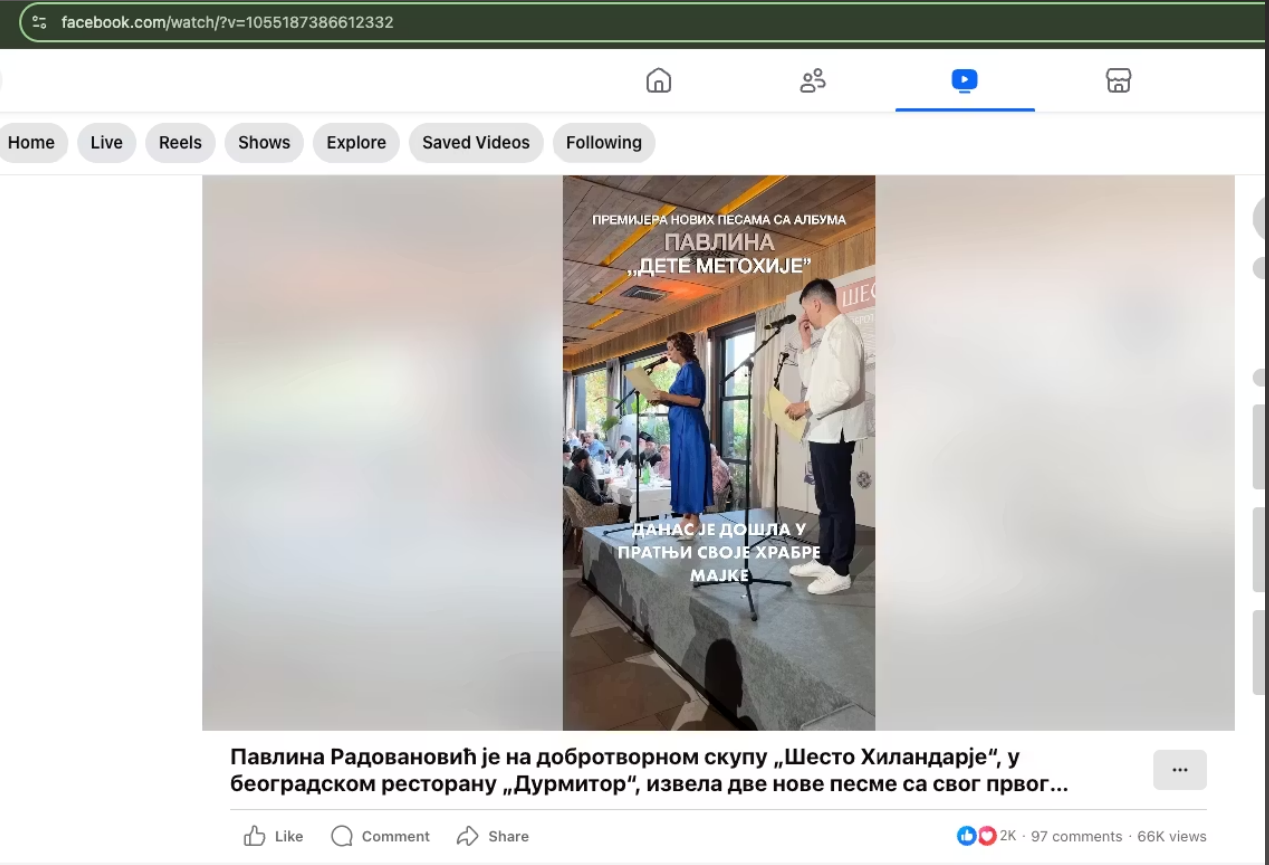 facebook.com/watch/?v=1055187386612332
Home Live Reels Shows Explore Saved Videos Following
ПРЕМИЈЕРА НОВИХ ПЕСАМА СА АЛБУМА
ПАВЛИНА
,,ДЕТЕ МЕТОХИЈЕ”
ШЕС
ДАНАС ЈЕ ДОШЛА У
ПРАТЊИ СВОЈЕ ХРАБРЕ
МАЈКЕ
Павлина Радовановић је на добротворном скупу „Шесто Хиландарје“, у
београдском ресторану „Дурмитор“, извела две нове песме са свог првог...
Like Comment Share 2K · 97 comments · 66K views